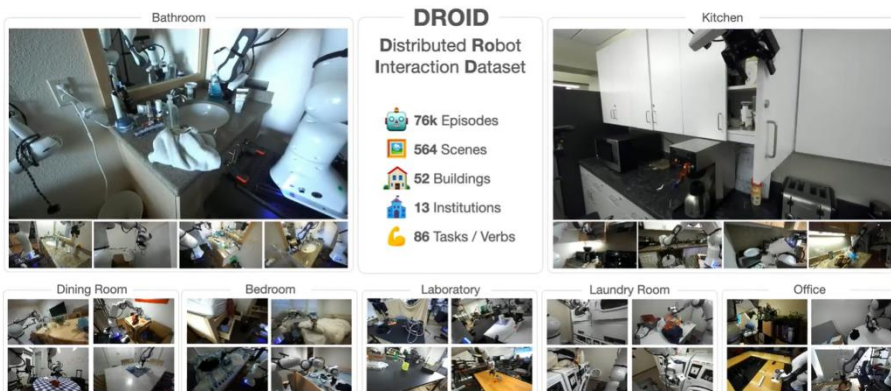 Bathroom
DROID
Distributed Robot
Interaction Dataset
76k Episodes
564 Scenes
52 Buildings
13 Institutions
86 Tasks / Verbs
Kitchen
Dining Room
Bedroom
Laboratory
Laundry Room
Office